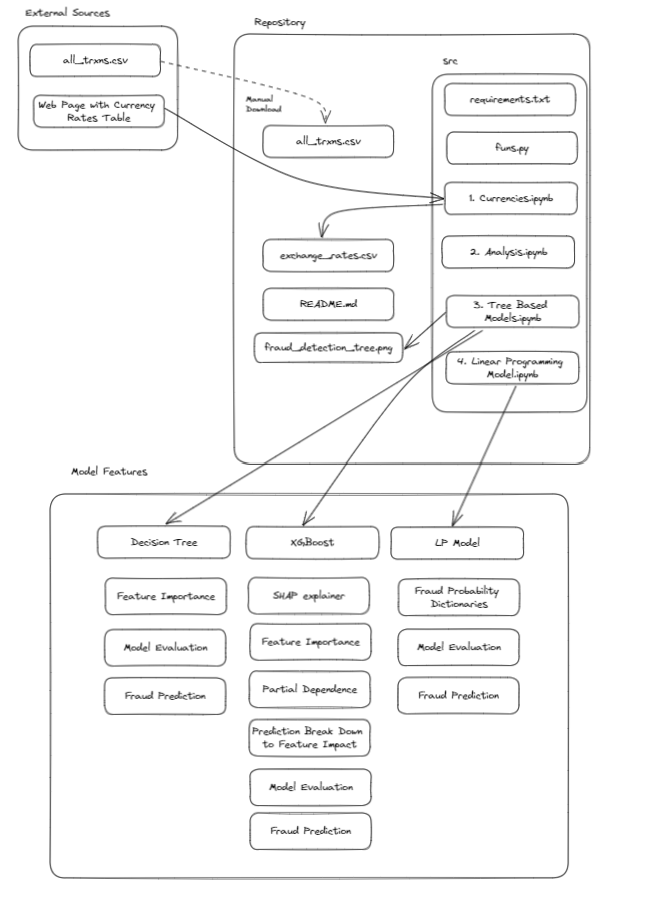 External Sources
all_trxns.csv
Web Page with Currency
Rates Table
Repository
Manual
Download
all_trxns.csv
exchange_rates.csv
README.md
fraud_detection_tree.png
src
requirements.txt
funs.py
1. Currencies.ipynb
2. Analysis.ipynb
3. Tree Based
Models.ipynb
4. Linear Programming
Model.ipynb
Model Features
Decision Tree
Feature Importance
Model Evaluation
Fraud Prediction
XGBoost
SHAP explainer
Feature Importance
Partial Dependence
Prediction Break Down
to Feature Impact
Model Evaluation
Fraud Prediction
LP Model
Fraud Probability
Dictionaries
Model Evaluation
Fraud Prediction